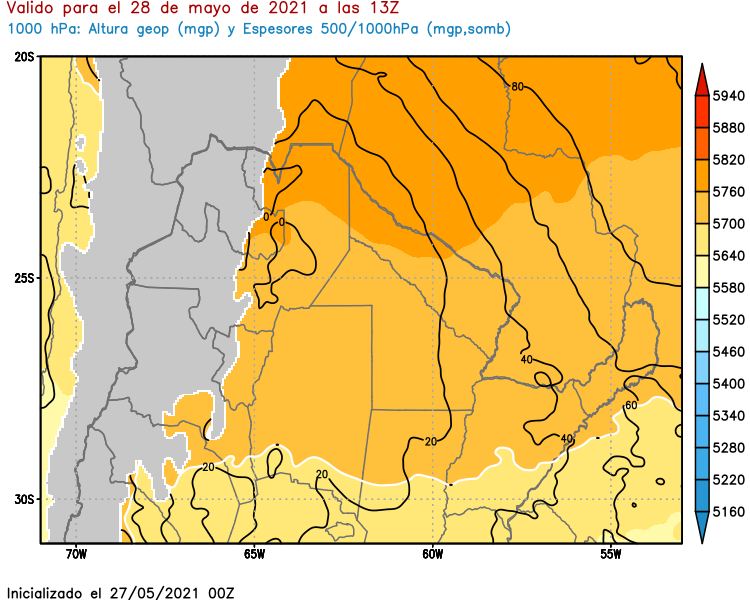 Valido para el 28 de mayo de 2021 a las 13Z
1000 hPa: Altura geop (mgp) y Espesores 500/1000hPa (mgp,somb)
20S
80
5940
5880
5820
5760
0
0
5700
5640
25S
5580
5520
5460
40
5400
5340
60
20
40
5280
20
20
5220
30S
5160
70W
65W
60W
55W
Inicializado el 27/05/2021 00Z